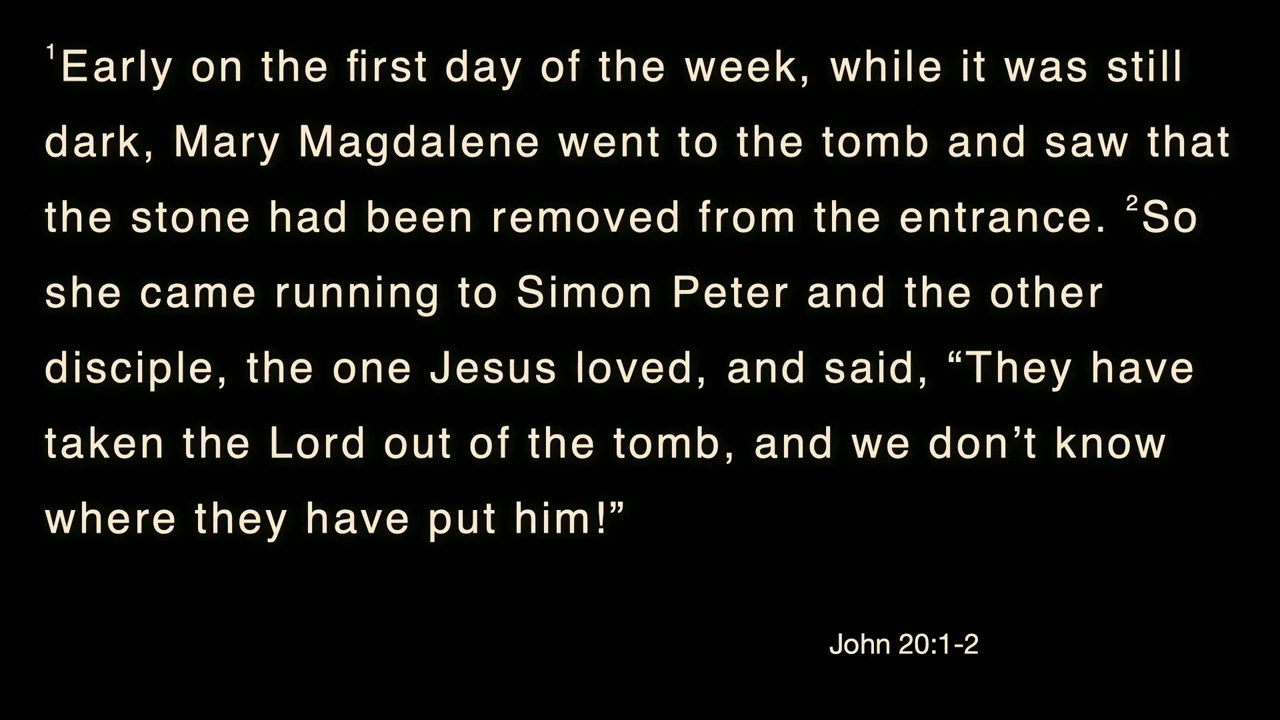 ¹Early on the first day of the week, while it was still
dark, Mary Magdalene went to the tomb and saw that
the stone had been removed from the entrance. ²So
she came running to Simon Peter and the other
disciple, the one Jesus loved, and said, “They have
taken the Lord out of the tomb, and we don’t know
where they have put him!”
John 20:1-2